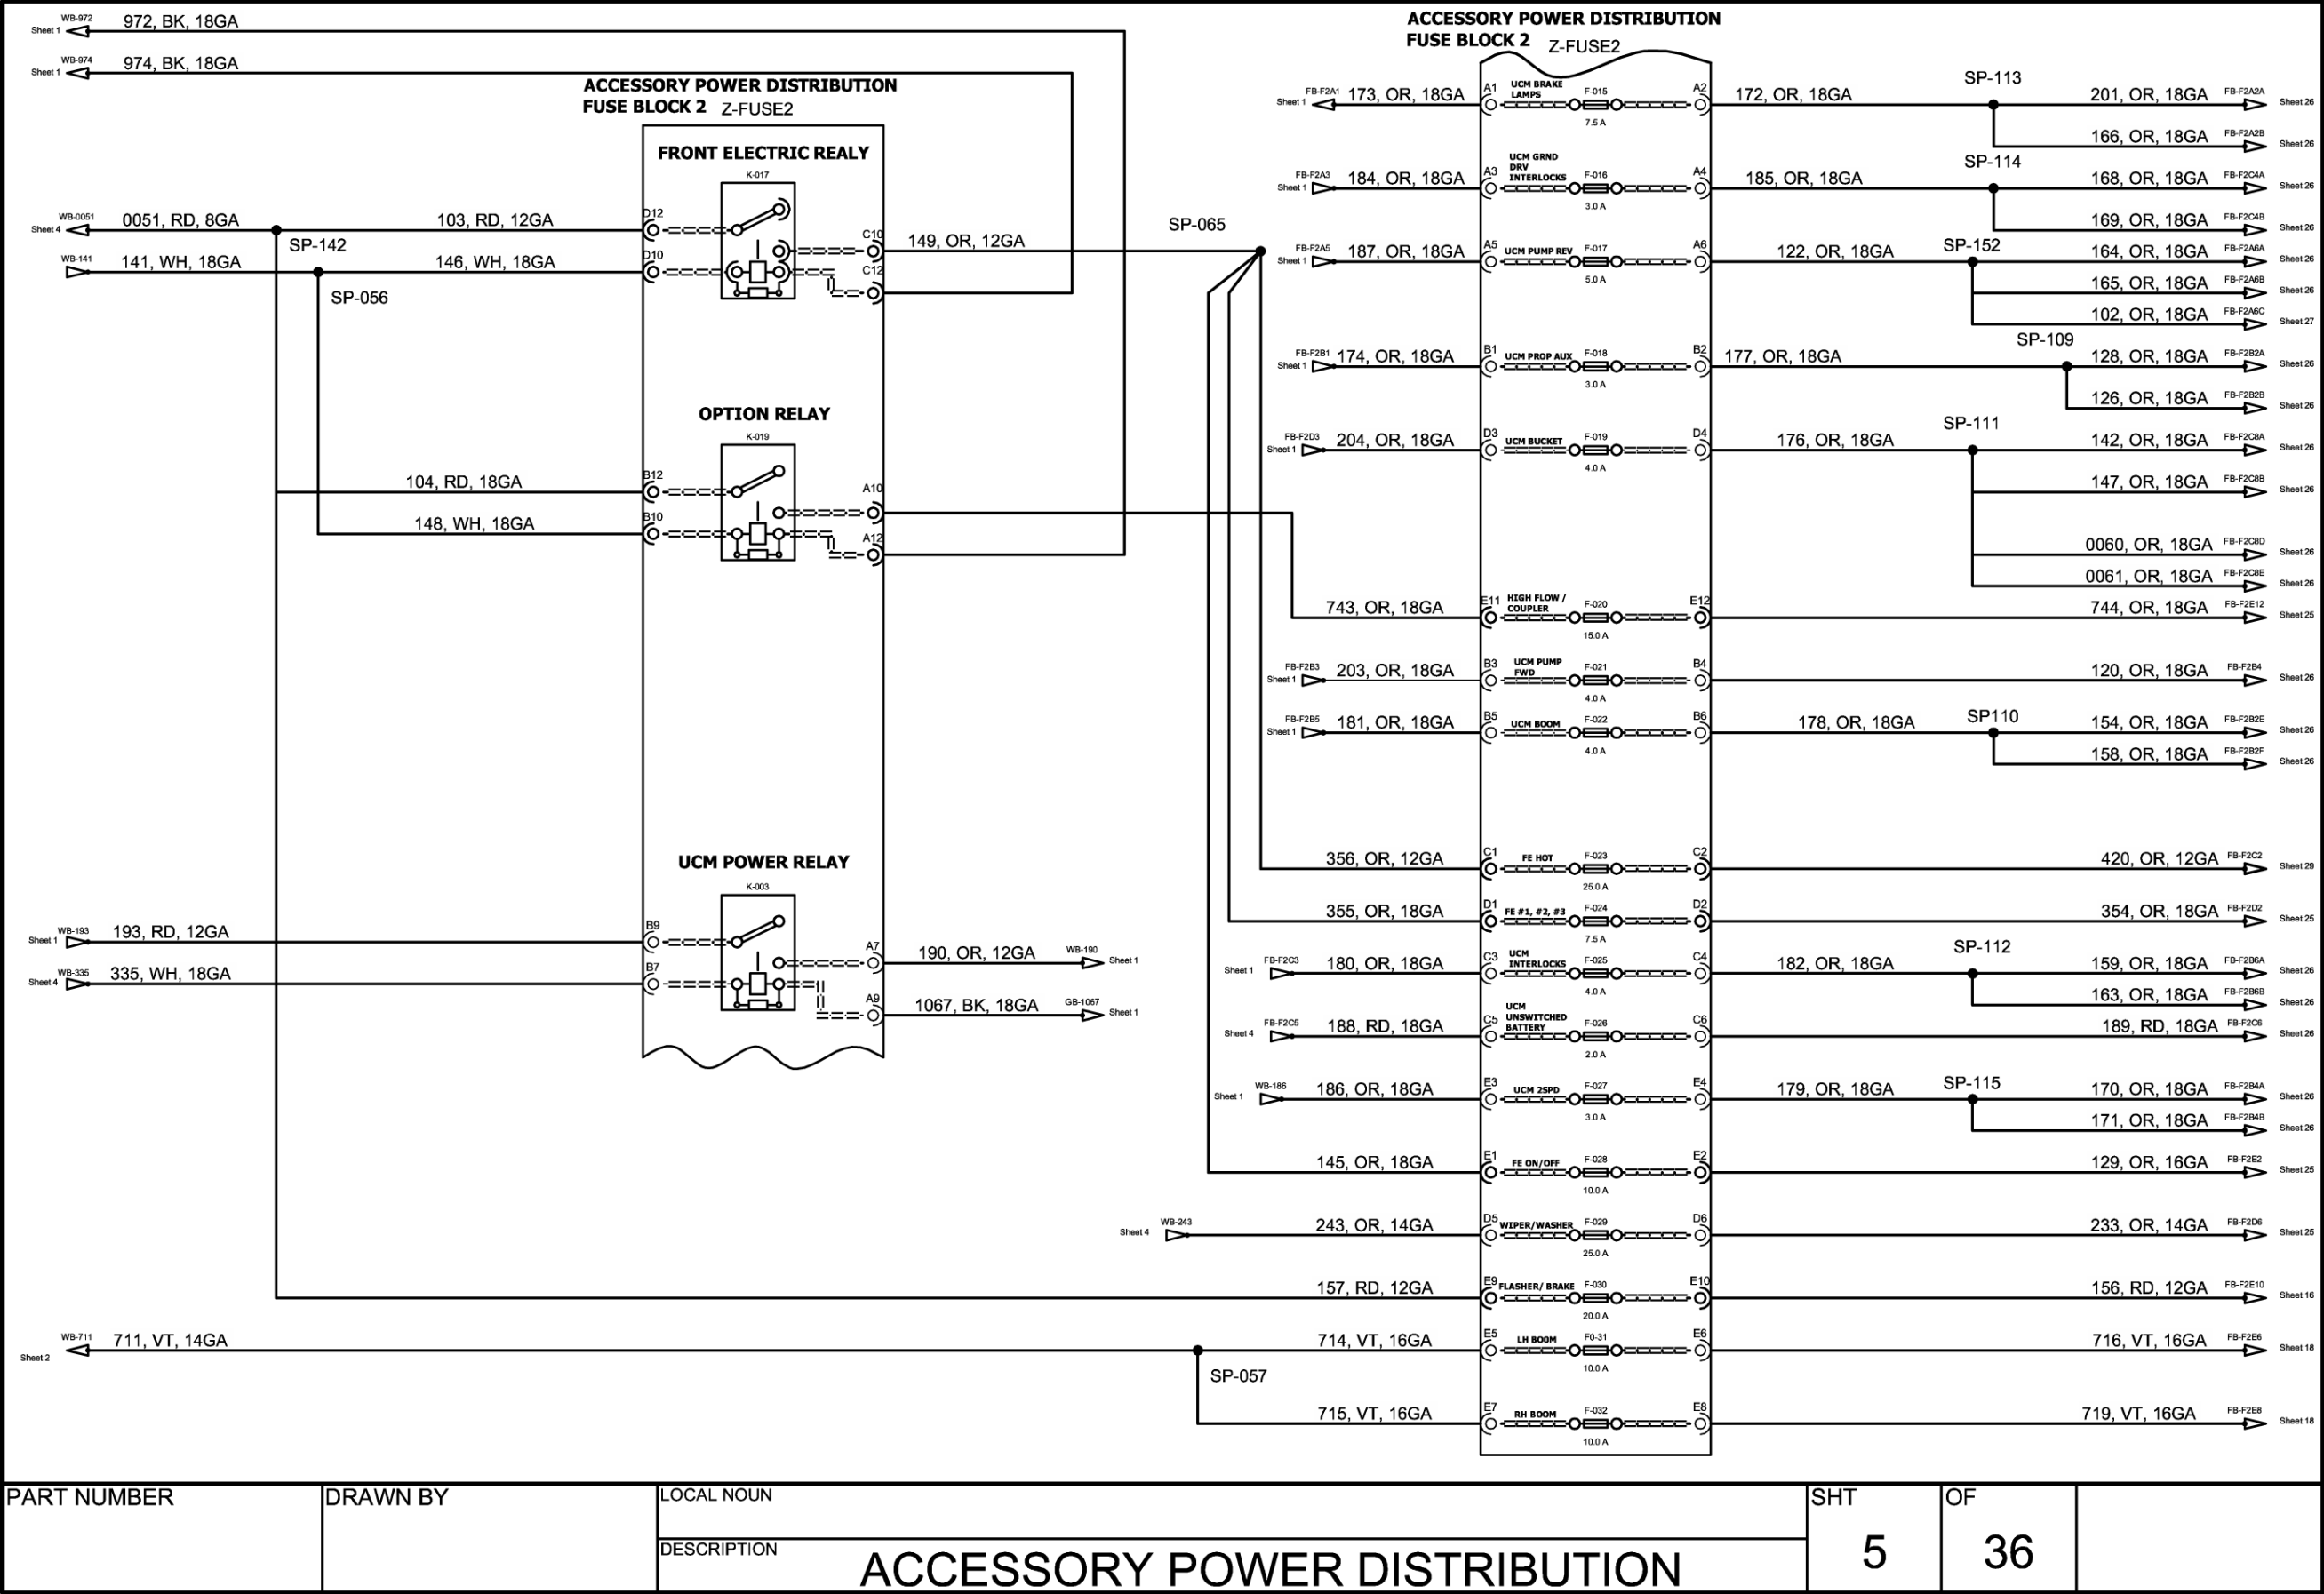 WB-972
Sheet 1
972, BK, 18GA
WB-974
Sheet 1
974, BK, 18GA
ACCESSORY POWER DISTRIBUTION
FUSE BLOCK 2 Z-FUSE2
FRONT ELECTRIC REALY
K-017
WB-0051
Sheet 4
0051, RD, 8GA
SP-142
103, RD, 12GA
D12
WB-141
141, WH, 18GA
SP-056
146, WH, 18GA
D10
C10
149, OR, 12GA
SP-065
C12
OPTION RELAY
K-019
104, RD, 18GA
B12
148, WH, 18GA
B10
A10
A12
UCM POWER RELAY
K-003
WB-193
Sheet 1
193, RD, 12GA
B9
WB-335
Sheet 4
335, WH, 18GA
B7
A7
190, OR, 12GA
WB-190
Sheet 1
A9
1067, BK, 18GA
GB-1067
Sheet 1
ACCESSORY POWER DISTRIBUTION
FUSE BLOCK 2 Z-FUSE2
FB-F2A1
Sheet 1
173, OR, 18GA
A1
UCM BRAKE
LAMPS
F-015
7.5 A
A2
172, OR, 18GA
SP-113
201, OR, 18GA
FB-F2A2A
Sheet 26
166, OR, 18GA
FB-F2A2B
Sheet 26
FB-F2A3
Sheet 1
184, OR, 18GA
A3
UCM GRND
DRV
INTERLOCKS
F-016
3.0 A
A4
185, OR, 18GA
SP-114
168, OR, 18GA
FB-F2C4A
Sheet 26
169, OR, 18GA
FB-F2C4B
Sheet 26
FB-F2A5
Sheet 1
187, OR, 18GA
A5
UCM PUMP REV
F-017
5.0 A
A6
122, OR, 18GA
SP-152
164, OR, 18GA
FB-F2A6A
Sheet 26
165, OR, 18GA
FB-F2A6B
Sheet 26
102, OR, 18GA
FB-F2A6C
Sheet 27
FB-F2B1
Sheet 1
174, OR, 18GA
B1
UCM PROP AUX
F-018
3.0 A
B2
177, OR, 18GA
SP-109
128, OR, 18GA
FB-F2B2A
Sheet 26
126, OR, 18GA
FB-F2B2B
Sheet 26
FB-F2D3
Sheet 1
204, OR, 18GA
D3
UCM BUCKET
F-019
4.0 A
D4
176, OR, 18GA
SP-111
142, OR, 18GA
FB-F2C8A
Sheet 26
147, OR, 18GA
FB-F2C8B
Sheet 26
0060, OR, 18GA
FB-F2C8D
Sheet 26
0061, OR, 18GA
FB-F2C8E
Sheet 26
743, OR, 18GA
E11
HIGH FLOW /
COUPLER
F-020
15.0 A
E12
744, OR, 18GA
FB-F2E12
Sheet 25
FB-F2B3
Sheet 1
203, OR, 18GA
B3
UCM PUMP
FWD
F-021
4.0 A
B4
120, OR, 18GA
FB-F2B4
Sheet 26
FB-F2B5
Sheet 1
181, OR, 18GA
B5
UCM BOOM
F-022
4.0 A
B6
178, OR, 18GA
SP110
154, OR, 18GA
FB-F2B2E
Sheet 26
158, OR, 18GA
FB-F2B2F
Sheet 26
356, OR, 12GA
C1
FE HOT
F-023
25.0 A
C2
420, OR, 12GA
FB-F2C2
Sheet 29
355, OR, 18GA
D1
FE #1, #2, #3
F-024
7.5 A
D2
354, OR, 18GA
FB-F2D2
Sheet 25
FB-F2C3
Sheet 1
180, OR, 18GA
C3
UCM
INTERLOCKS
F-025
4.0 A
C4
182, OR, 18GA
SP-112
159, OR, 18GA
FB-F2B6A
Sheet 26
163, OR, 18GA
FB-F2B6B
Sheet 26
FB-F2C5
Sheet 4
188, RD, 18GA
C5
UCM
UNSWITCHED
BATTERY
F-026
2.0 A
C6
189, RD, 18GA
FB-F2C6
Sheet 26
WB-186
Sheet 1
186, OR, 18GA
E3
UCM 2SPD
F-027
3.0 A
E4
179, OR, 18GA
SP-115
170, OR, 18GA
FB-F2B4A
Sheet 26
171, OR, 18GA
FB-F2B4B
Sheet 26
145, OR, 18GA
E1
FE ON/OFF
F-028
10.0 A
E2
129, OR, 16GA
FB-F2E2
Sheet 25
WB-243
Sheet 4
243, OR, 14GA
D5
WIPER/WASHER
F-029
25.0 A
D6
233, OR, 14GA
FB-F2D6
Sheet 25
157, RD, 12GA
E9
FLASHER/ BRAKE
F-030
20.0 A
E10
156, RD, 12GA
FB-F2E10
Sheet 16
WB-711
Sheet 2
711, VT, 14GA
SP-057
714, VT, 16GA
E5
LH BOOM
F0-31
10.0 A
E6
716, VT, 16GA
FB-F2E6
Sheet 18
715, VT, 16GA
E7
RH BOOM
F-032
10.0 A
E8
719, VT, 16GA
FB-F2E8
Sheet 18
PART NUMBER
DRAWN BY
LOCAL NOUN
DESCRIPTION
ACCESSORY POWER DISTRIBUTION
SHT
5
OF
36